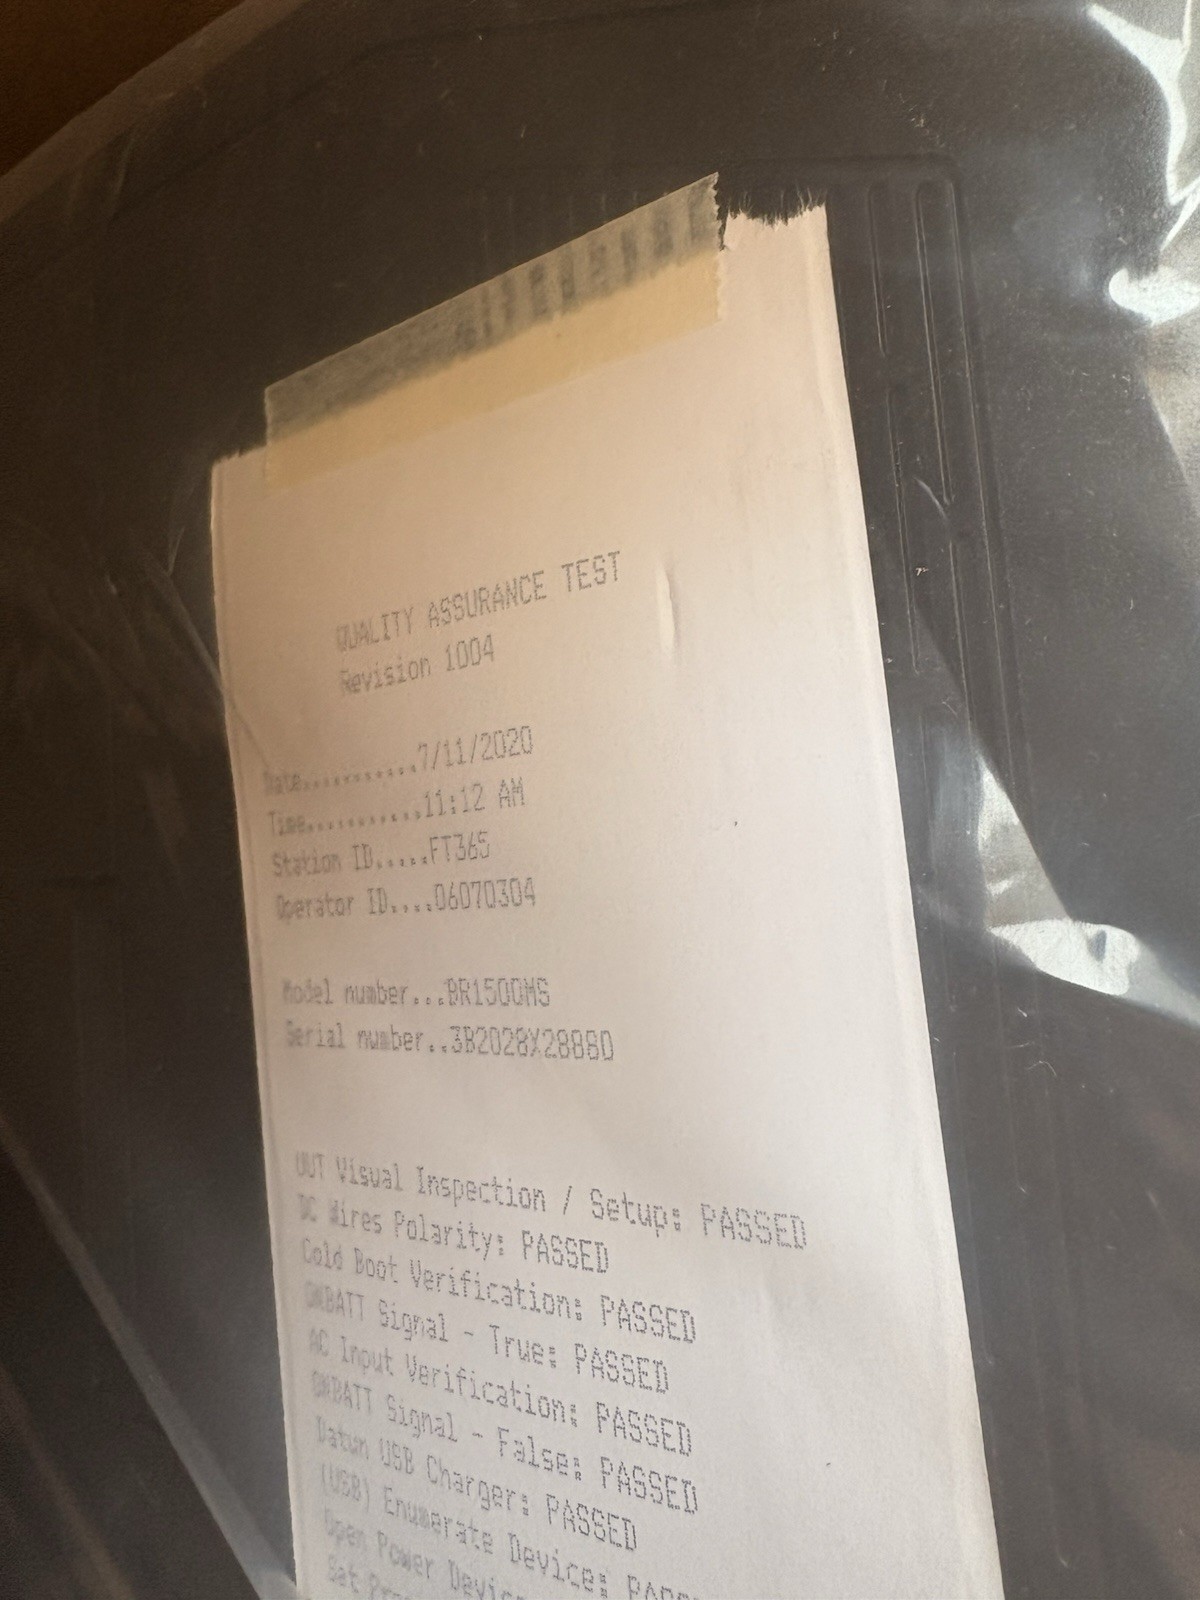 QUALITY ASSURANCE TEST
Revision 1004
Date............7/11/2020
Time............11:12 AM
Station ID.....FT365
Operator ID....06070304
Model number...BR1500MS
Serial number..3B2028X28880
UUT Visual Inspection / Setup: PASSED
DC Wires Polarity: PASSED
Cold Boot Verification: PASSED
ONBATT Signal - True: PASSED
AC Input Verification: PASSED
ONBATT Signal - False: PASSED
Datum USB Charger: PASSED
(USB) Enumerate Device:
Open Power